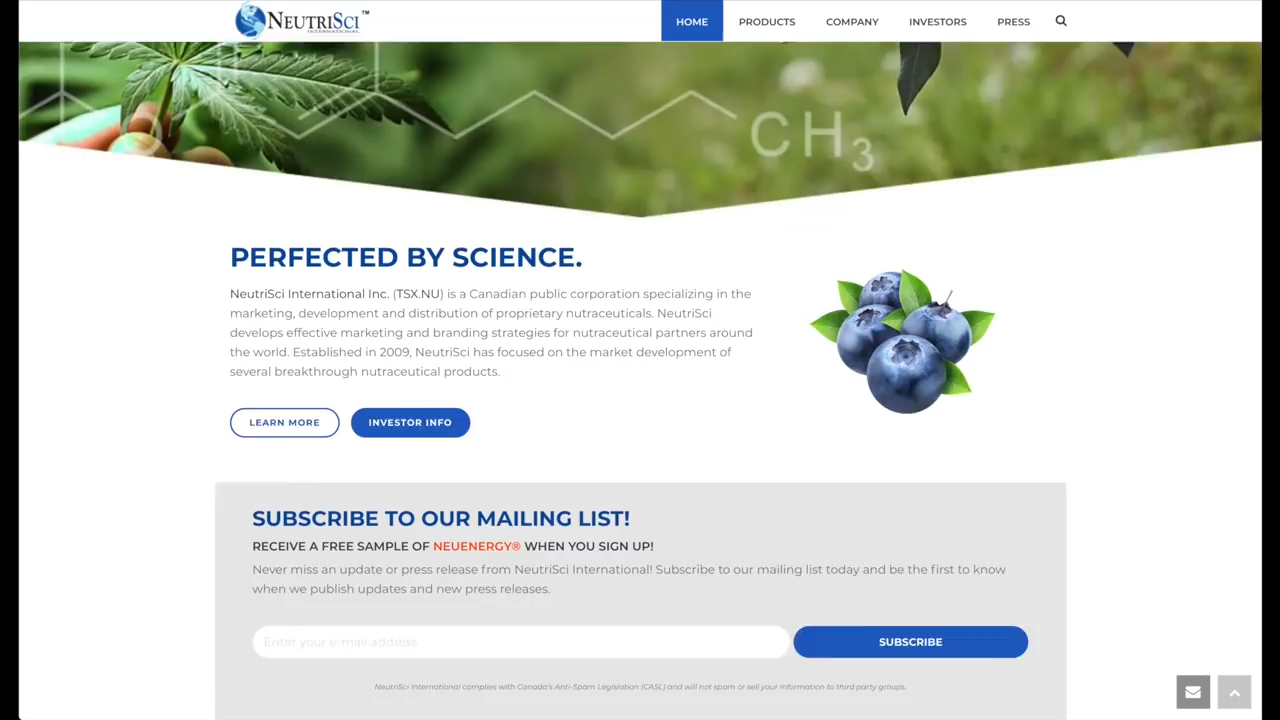 NEUTRISCI™
INTERNATIONAL
HOME
PRODUCTS
COMPANY
INVESTORS
PRESS
CH3
PERFECTED BY SCIENCE.
NeutriSci International Inc. (TSX.NU) is a Canadian public corporation specializing in the
marketing, development and distribution of proprietary nutraceuticals. NeutriSci
develops effective marketing and branding strategies for nutraceutical partners around
the world. Established in 2009, NeutriSci has focused on the market development of
several breakthrough nutraceutical products.
LEARN MORE
INVESTOR INFO
SUBSCRIBE TO OUR MAILING LIST!
RECEIVE A FREE SAMPLE OF NEUENERGY® WHEN YOU SIGN UP!
Never miss an update or press release from NeutriSci International! Subscribe to our mailing list today and be the first to know
when we publish updates and new press releases.
Enter your e-mail address
SUBSCRIBE
NeutriSci International complies with Canada's Anti-Spam Legislation (CASL) and will not spam or sell your information to third party groups.